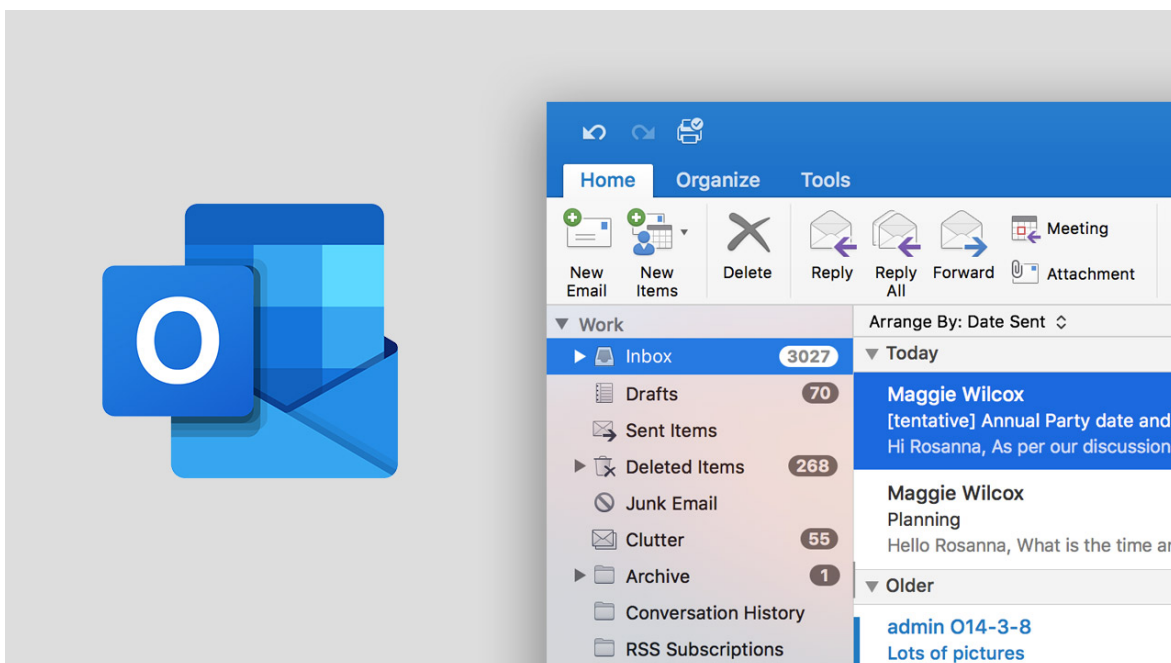 O
Home Organize Tools
New Email
New Items
Delete
Reply
Reply All
Forward
Meeting
Attachment
Work
Inbox 3027
Drafts 70
Sent Items
Deleted Items 268
Junk Email
Clutter 55
Archive 1
Conversation History
RSS Subscriptions
Arrange By: Date Sent
Today
Maggie Wilcox
[tentative] Annual Party date and
Hi Rosanna, As per our discussion
Maggie Wilcox
Planning
Hello Rosanna, What is the time
Older
admin O14-3-8
Lots of pictures